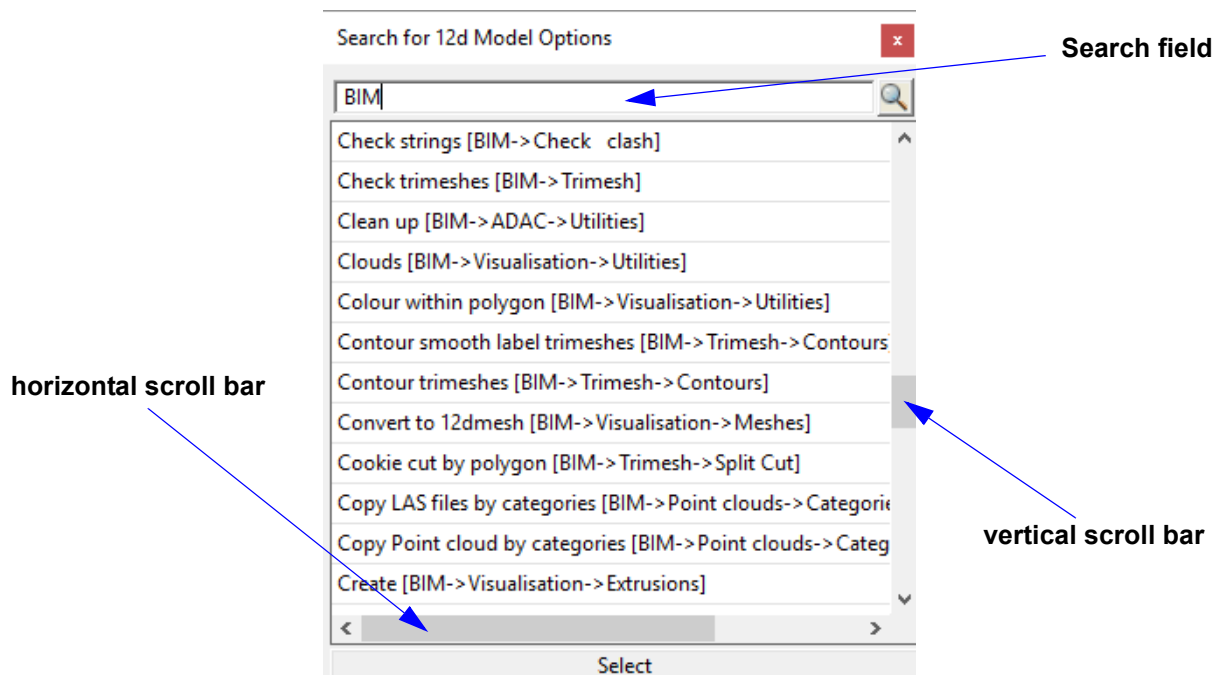 Search for 12d Model Options
x
Search field
BIM
Check strings [BIM->Check clash]
Check trimeshes [BIM->Trimesh]
Clean up [BIM->ADAC->Utilities]
Clouds [BIM->Visualisation->Utilities]
Colour within polygon [BIM->Visualisation->Utilities]
Contour smooth label trimeshes [BIM->Trimesh->Contours]
horizontal scroll bar
Contour trimeshes [BIM->Trimesh->Contours]
Convert to 12dmesh [BIM->Visualisation->Meshes]
Cookie cut by polygon [BIM->Trimesh->Split Cut]
Copy LAS files by categories [BIM->Point clouds->Categorie
Copy Point cloud by categories [BIM->Point clouds->Categ
vertical scroll bar
Create [BIM->Visualisation->Extrusions]
Select